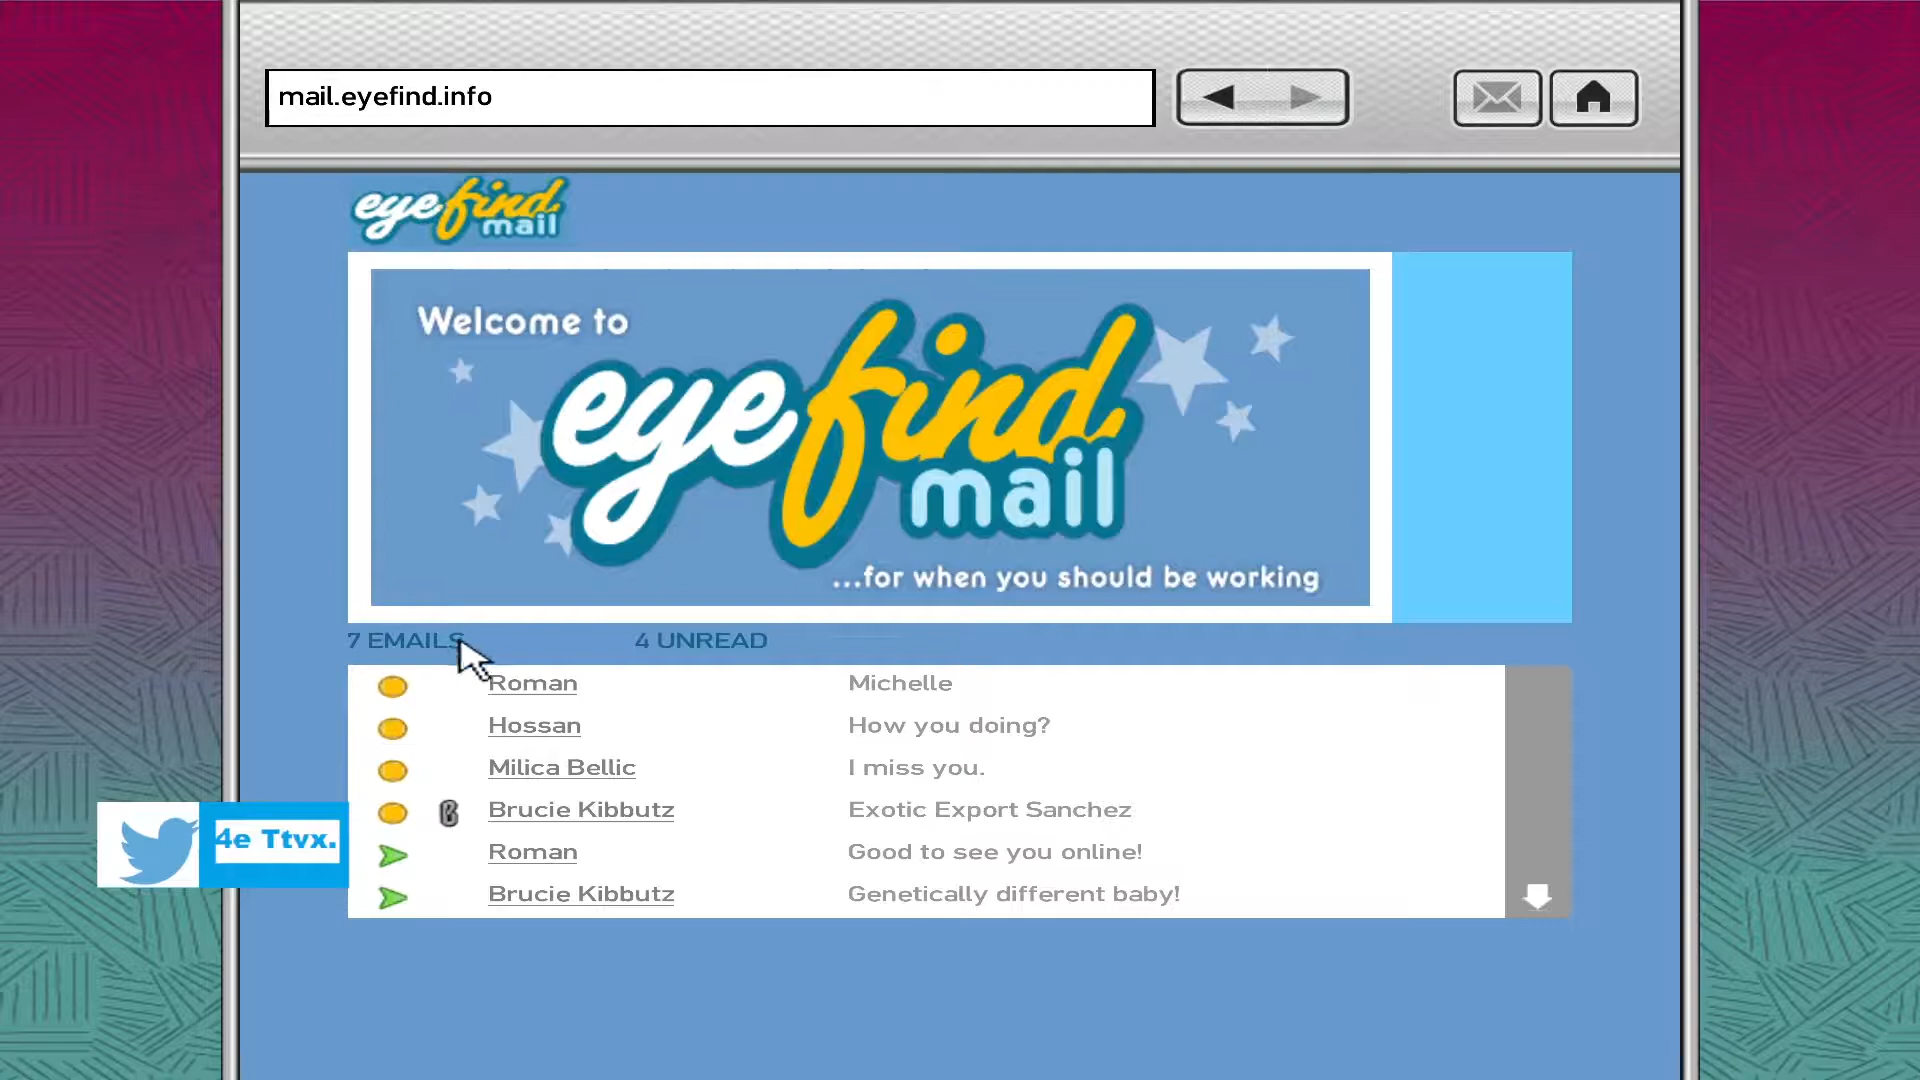 mail.eyefind.info
eyefind.
mail
Welcome to
eyefind.
mail
...for when you should be working
7 EMAILS
4 UNREAD
Roman Michelle
Hossan How you doing?
Milica Bellic I miss you.
Brucie Kibbutz Exotic Export Sanchez
4e Ttvx.
Roman Good to see you online!
Brucie Kibbutz Genetically different baby!